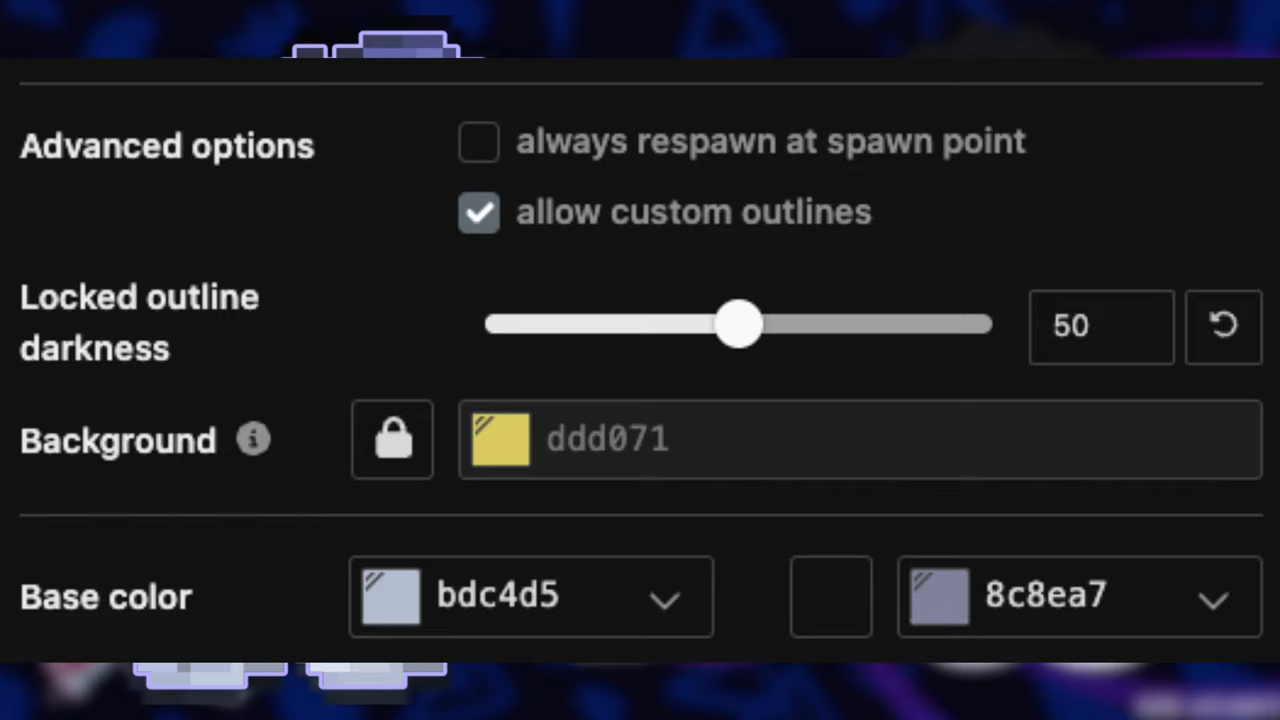 Advanced options
always respawn at spawn point
allow custom outlines
Locked outline
darkness
50
Background
ddd071
Base color
bdc4d5
8c8ea7